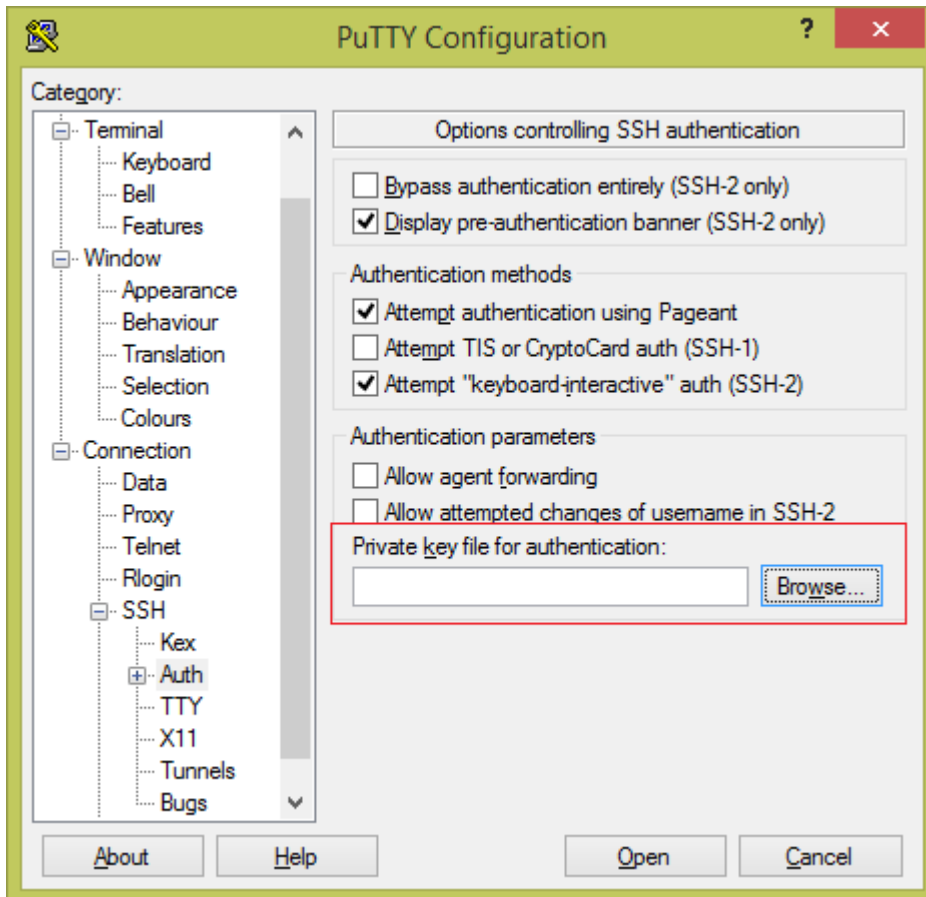 PuTTY Configuration
?
Category:
Terminal
Keyboard
Bell
Features
Window
Appearance
Behaviour
Translation
Selection
Colours
Connection
Data
Proxy
Telnet
Rlogin
SSH
Kex
Auth
TTY
X11
Tunnels
Bugs
Options controlling SSH authentication
Bypass authentication entirely (SSH-2 only)
Display pre-authentication banner (SSH-2 only)
Authentication methods
Attempt authentication using Pageant
Attempt TIS or CryptoCard auth (SSH-1)
Attempt "keyboard-interactive" auth (SSH-2)
Authentication parameters
Allow agent forwarding
Allow attempted changes of username in SSH-2
Private key file for authentication:
Browse...
About
Help
Open
Cancel